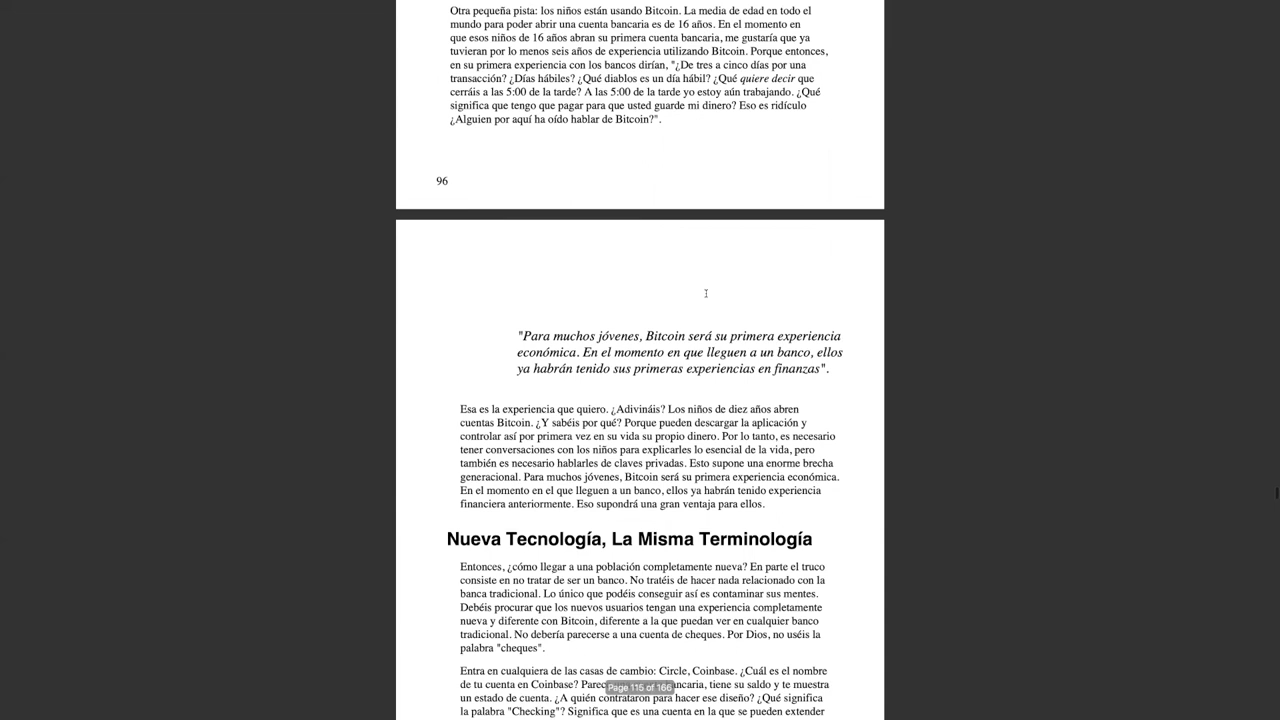 Otra pequeña pista: los niños están usando Bitcoin. La media de edad en todo el
mundo para poder abrir una cuenta bancaria es de 16 años. En el momento en
que esos niños de 16 años abran su primera cuenta bancaria, me gustaría que ya
tuvieran por lo menos seis años de experiencia utilizando Bitcoin. Porque entonces,
en su primera experiencia con los bancos dirían, "¿De tres a cinco días por una
transacción? ¿Días hábiles? ¿Qué diablos es un día hábil? ¿Qué quiere decir que
cerráis a las 5:00 de la tarde? A las 5:00 de la tarde yo estoy aún trabajando. ¿Qué
significa que tengo que pagar para que usted guarde mi dinero? Eso es ridículo
¿Alguien por aquí ha oído hablar de Bitcoin?".
96
"Para muchos jóvenes, Bitcoin será su primera experiencia
económica. En el momento en que lleguen a un banco, ellos
ya habrán tenido sus primeras experiencias en finanzas".
Esa es la experiencia que quiero. ¿Adivináis? Los niños de diez años abren
cuentas Bitcoin. ¿Y sabéis por qué? Porque pueden descargar la aplicación y
controlar así por primera vez en su vida su propio dinero. Por lo tanto, es necesario
tener conversaciones con los niños para explicarles lo esencial de la vida, pero
también es necesario hablarles de claves privadas. Esto supone una enorme brecha
generacional. Para muchos jóvenes, Bitcoin será su primera experiencia económica.
En el momento en el que lleguen a un banco, ellos ya habrán tenido experiencia
financiera anteriormente. Eso supondrá una gran ventaja para ellos.
Nueva Tecnología, La Misma Terminología
Entonces, ¿cómo llegar a una población completamente nueva? En parte el truco
consiste en no tratar de ser un banco. No tratéis de hacer nada relacionado con la
banca tradicional. Lo único que podéis conseguir así es contaminar sus mentes.
Debéis procurar que los nuevos usuarios tengan una experiencia completamente
nueva y diferente con Bitcoin, diferente a la que puedan ver en cualquier banco
tradicional. No debería parecerse a una cuenta de cheques. Por Dios, no uséis la
palabra "cheques".
Entra en cualquiera de las casas de cambio: Circle, Coinbase. ¿Cuál es el nombre
de tu cuenta en Coinbase? Parec ancaria, tiene su saldo y te muestra
Page 115 of 166
un estado de cuenta. ¿A quién contrataron para hacer ese diseño? ¿Qué significa
la palabra "Checking"? Significa que es una cuenta en la que se pueden extender